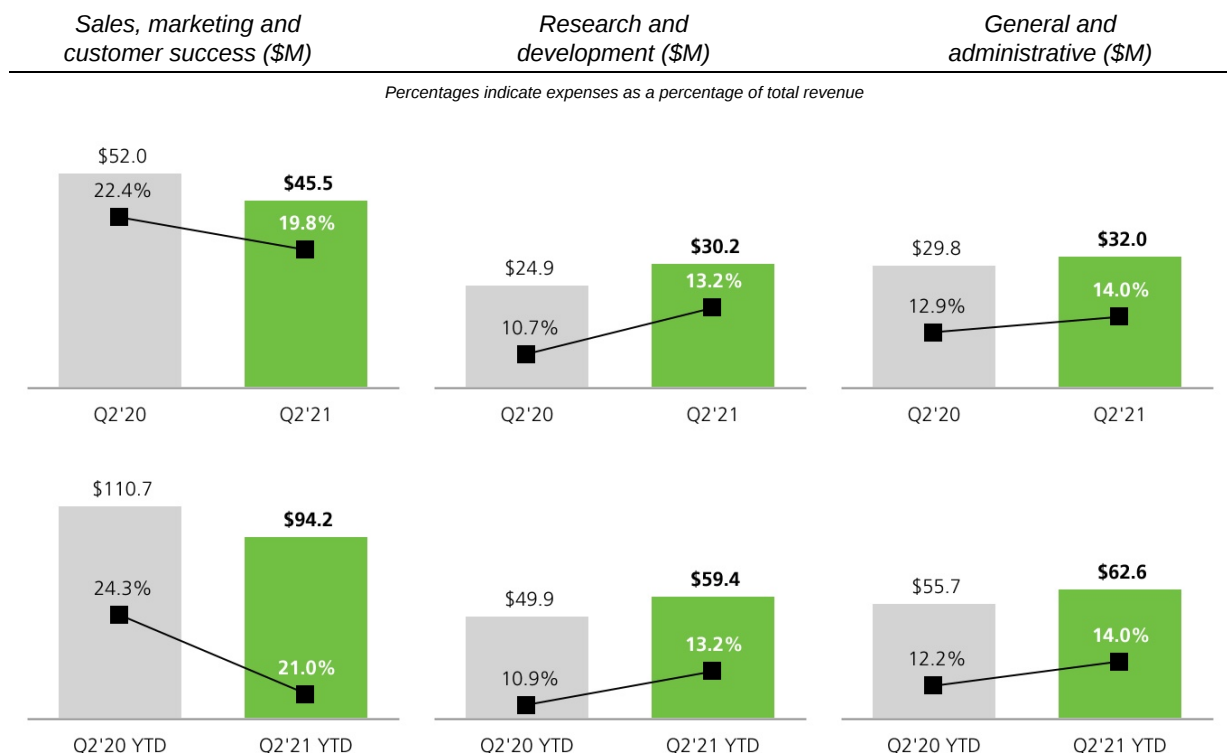 Sales, marketing and
customer success ($M)
Research and
development ($M)
General and
administrative ($M)
Percentages indicate expenses as a percentage of total revenue
$52.0
22.4%
$45.5
19.8%
Q2'20
Q2'21
$24.9
10.7%
$30.2
13.2%
Q2'20
Q2'21
$29.8
12.9%
$32.0
14.0%
Q2'20
Q2'21
$110.7
24.3%
$94.2
21.0%
Q2'20 YTD
Q2'21 YTD
$49.9
10.9%
$59.4
13.2%
Q2'20 YTD
Q2'21 YTD
$55.7
12.2%
$62.6
14.0%
Q2'20 YTD
Q2'21 YTD